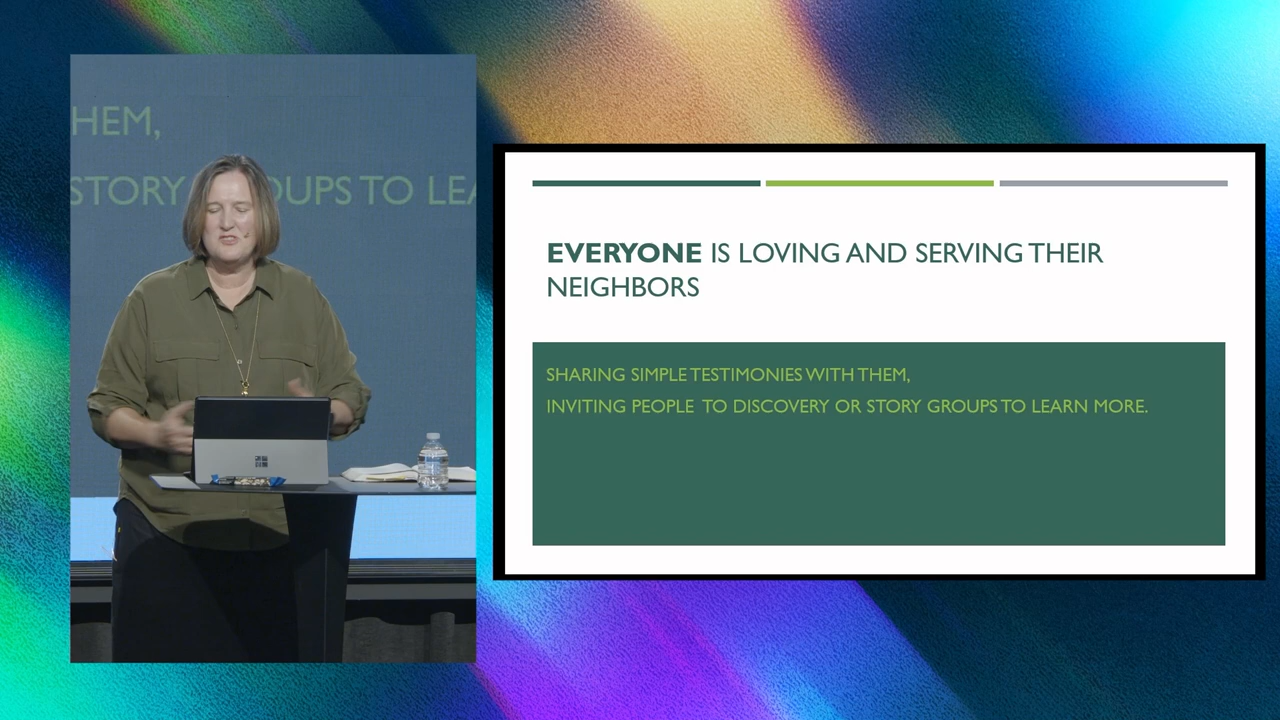 HEM,
STORY GROUPS TO LEA
EVERYONE IS LOVING AND SERVING THEIR
NEIGHBORS
SHARING SIMPLE TESTIMONIES WITH THEM,
INVITING PEOPLE TO DISCOVERY OR STORY GROUPS TO LEARN MORE.